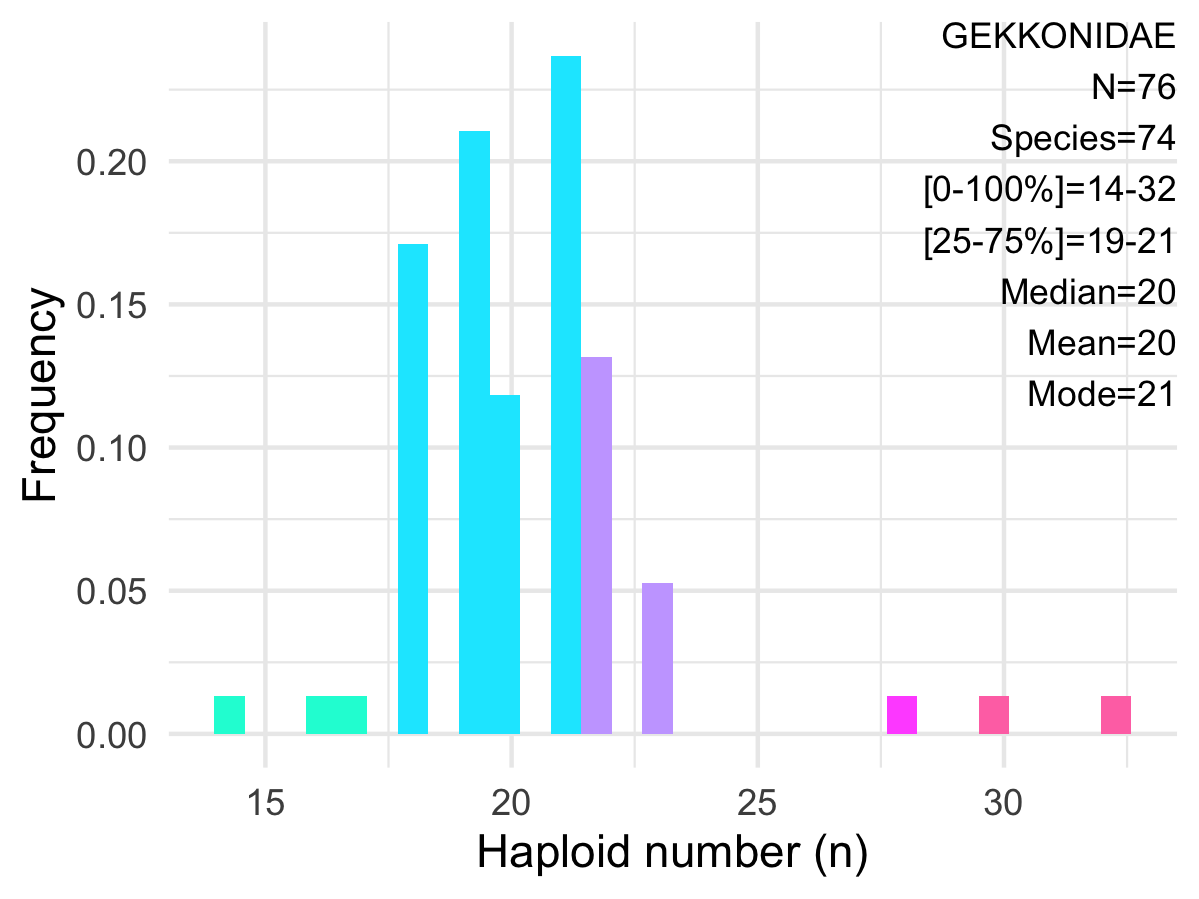 GEKKONIDAE
N=76
Species=74
[0-100%]=14-32
[25-75%]=19-21
Median=20
Mean=20
Mode=21
Frequency
0.20
0.15
0.10
0.05
0.00
15 20 25 30
Haploid number (n)